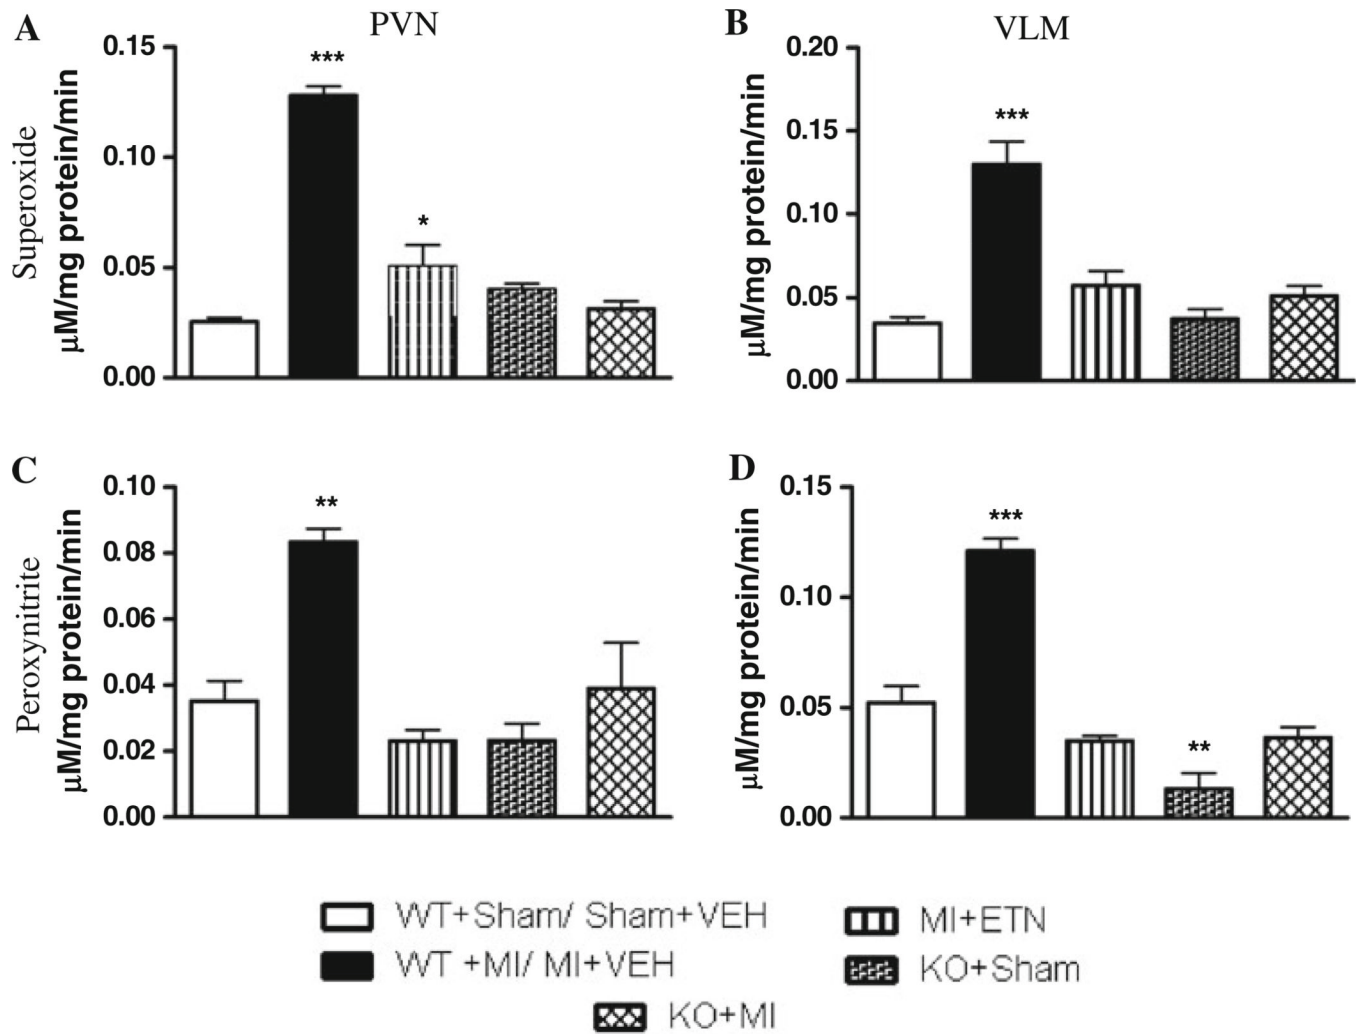 A
PVN
B
VLM
Superoxide
μM/mg protein/min
0.15
0.10
0.05
0.00
***
*
μM/mg protein/min
0.20
0.15
0.10
0.05
0.00
***
C
D
Peroxynitrite
μM/mg protein/min
0.10
0.08
0.06
0.04
0.02
0.00
**
μM/mg protein/min
0.15
0.10
0.05
0.00
***
**
WT+Sham/ Sham+VEH
MI+ETN
WT +MI/ MI+VEH
KO+Sham
KO+MI